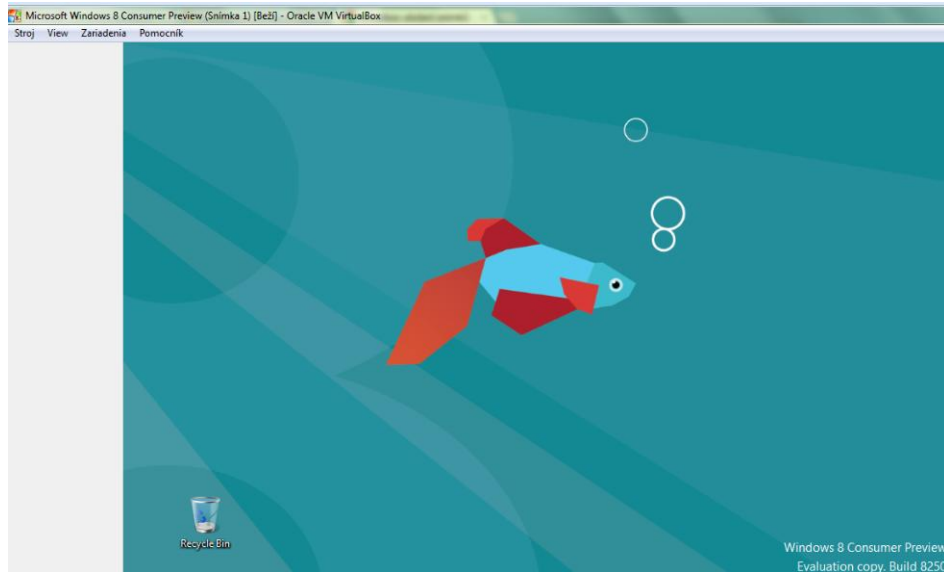 Microsoft Windows 8 Consumer Preview (Snímka 1) [Beží] - Oracle VM VirtualBox
Stroj View Zariadenia Pomocník
Recycle Bin
Windows 8 Consumer Preview
Evaluation copy. Build 8250